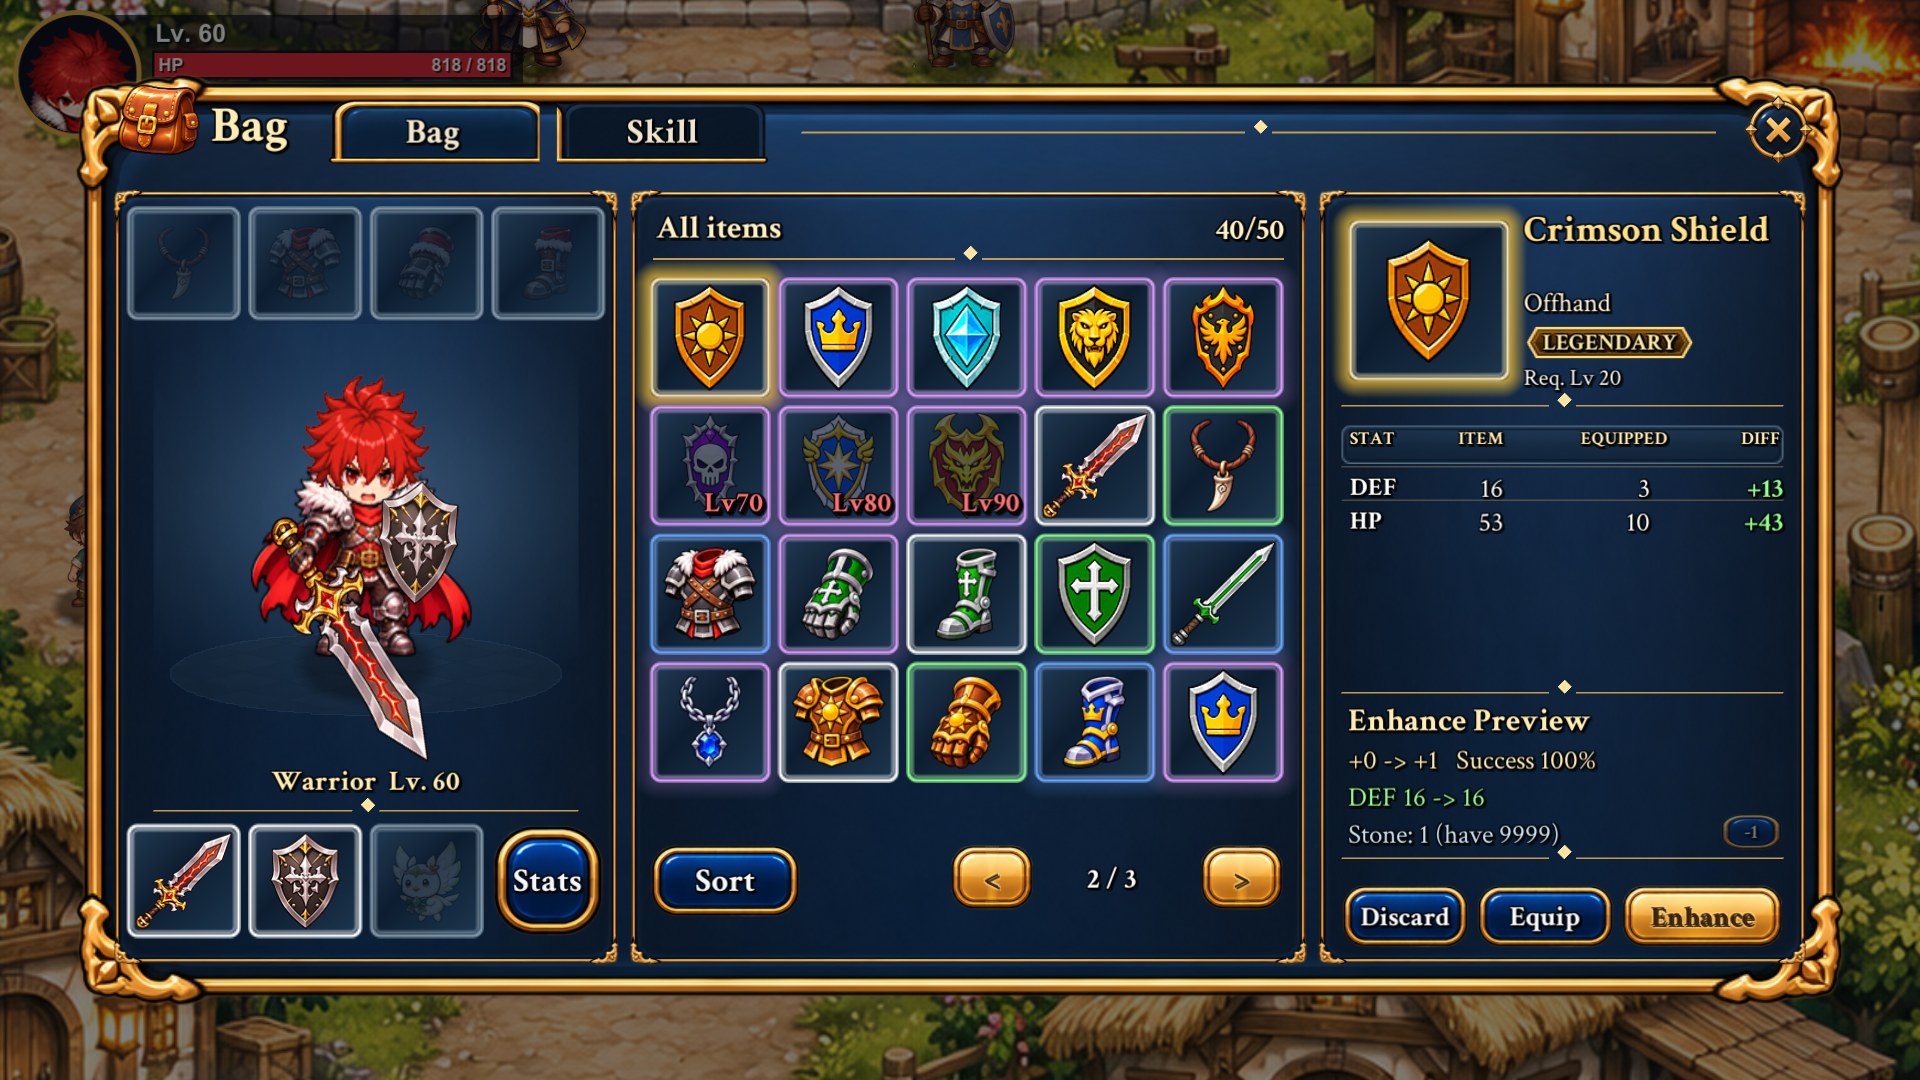 Lv. 60
HP 818 / 818
Bag
Bag
Skill
All items
40/50
Lv70
Lv80
Lv90
Warrior Lv. 60
Stats
Sort
<
2 / 3
>
Crimson Shield
Offhand
LEGENDARY
Req. Lv 20
STAT ITEM EQUIPPED DIFF
DEF 16 3 +13
HP 53 10 +43
Enhance Preview
+0 -> +1 Success 100%
DEF 16 -> 16
Stone: 1 (have 9999)
-1
Discard
Equip
Enhance